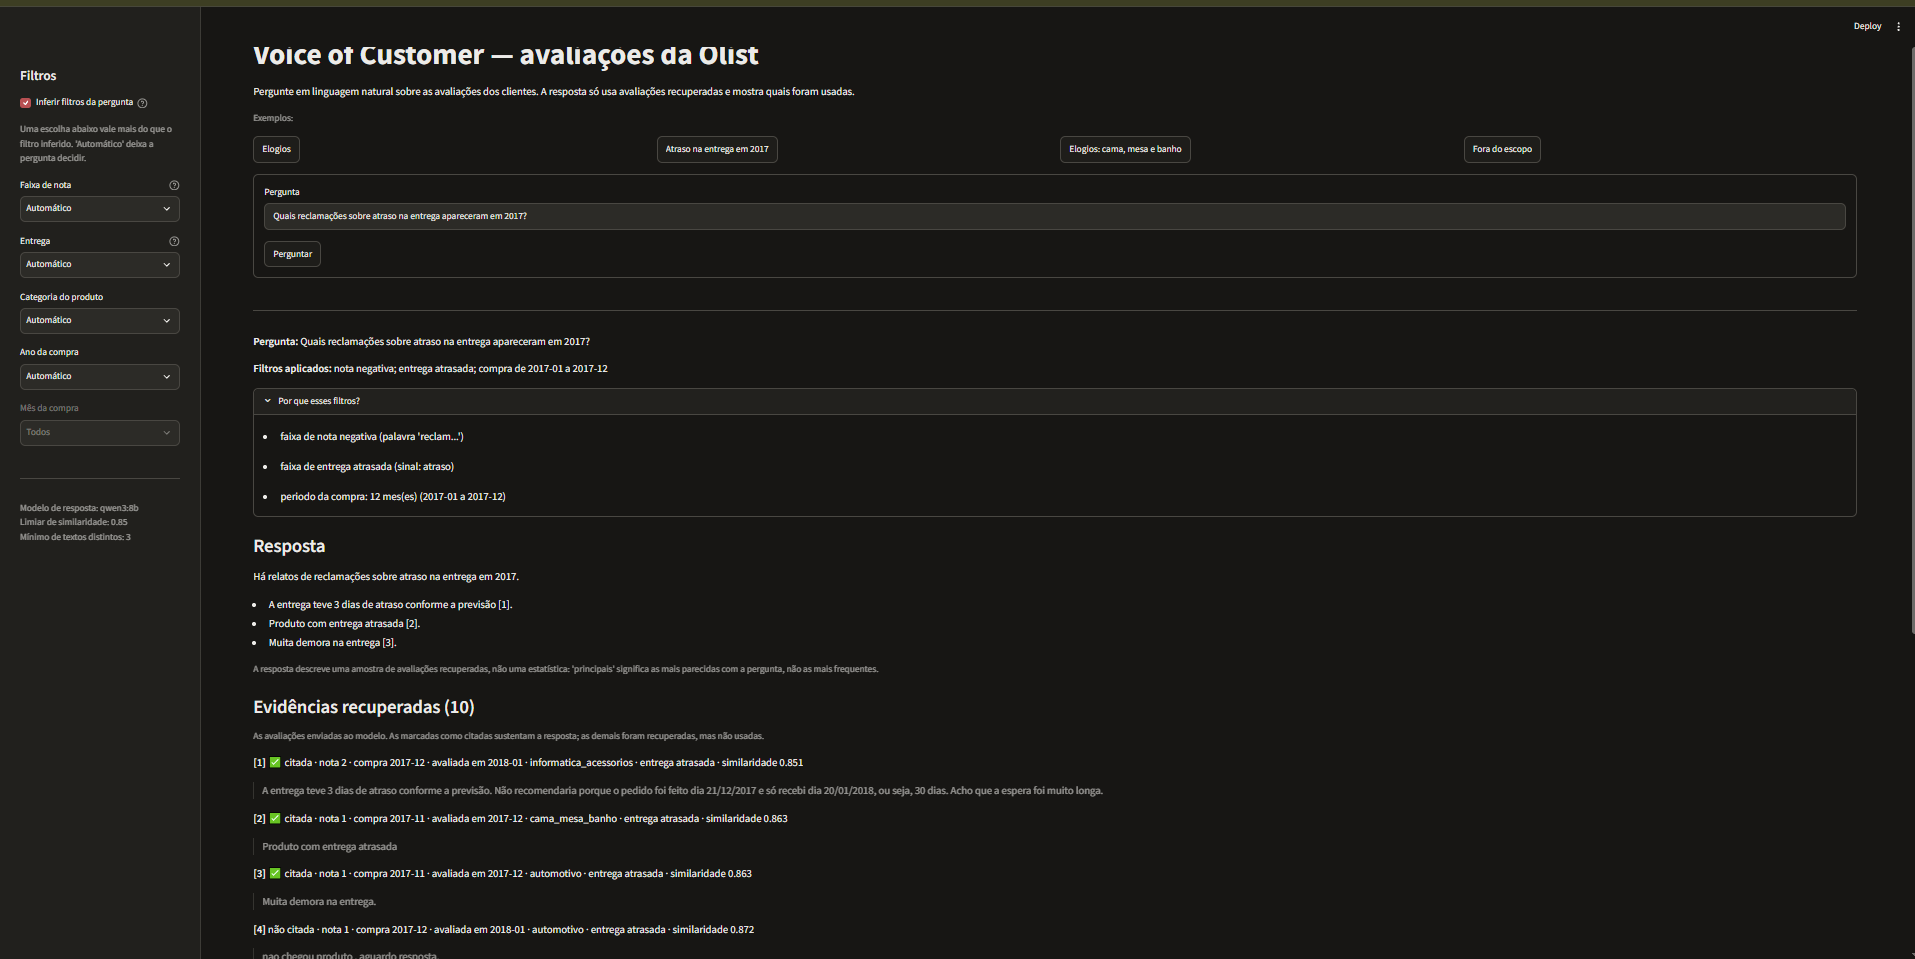 Deploy
Filtros
Inferir filtros da pergunta
Uma escolha abaixo vale mais do que o
filtro inferido. 'Automático' deixa a
pergunta decidir.
Faixa de nota
Automático
Entrega
Automático
Categoria do produto
Automático
Ano da compra
Automático
Mês da compra
Todos
Modelo de resposta: qwen3:8b
Limiar de similaridade: 0.85
Mínimo de textos distintos: 3
Voice of Customer — avaliações da Olist
Pergunte em linguagem natural sobre as avaliações dos clientes. A resposta só usa avaliações recuperadas e mostra quais foram usadas.
Exemplos:
Elogios
Atraso na entrega em 2017
Elogios: cama, mesa e banho
Fora do escopo
Pergunta
Quais reclamações sobre atraso na entrega apareceram em 2017?
Perguntar
Pergunta: Quais reclamações sobre atraso na entrega apareceram em 2017?
Filtros aplicados: nota negativa; entrega atrasada; compra de 2017-01 a 2017-12
Por que esses filtros?
faixa de nota negativa (palavra 'reclam...')
faixa de entrega atrasada (sinal: atraso)
periodo da compra: 12 mes(es) (2017-01 a 2017-12)
Resposta
Há relatos de reclamações sobre atraso na entrega em 2017.
A entrega teve 3 dias de atraso conforme a previsão [1].
Produto com entrega atrasada [2].
Muita demora na entrega [3].
A resposta descreve uma amostra de avaliações recuperadas, não uma estatística: 'principais' significa as mais parecidas com a pergunta, não as mais frequentes.
Evidências recuperadas (10)
As avaliações enviadas ao modelo. As marcadas como citadas sustentam a resposta; as demais foram recuperadas, mas não usadas.
[1] ✅ citada · nota 2 · compra 2017-12 · avaliada em 2018-01 · informatica_acessorios · entrega atrasada · similaridade 0.851
A entrega teve 3 dias de atraso conforme a previsão. Não recomendaria porque o pedido foi feito dia 21/12/2017 e só recebi dia 20/01/2018, ou seja, 30 dias. Acho que a espera foi muito longa.
[2] ✅ citada · nota 1 · compra 2017-11 · avaliada em 2017-12 · cama_mesa_banho · entrega atrasada · similaridade 0.863
Produto com entrega atrasada
[3] ✅ citada · nota 1 · compra 2017-11 · avaliada em 2017-12 · automotivo · entrega atrasada · similaridade 0.863
Muita demora na entrega.
[4] não citada · nota 1 · compra 2017-12 · avaliada em 2018-01 · automotivo · entrega atrasada · similaridade 0.872
nao chegou produto , aguardo resposta.